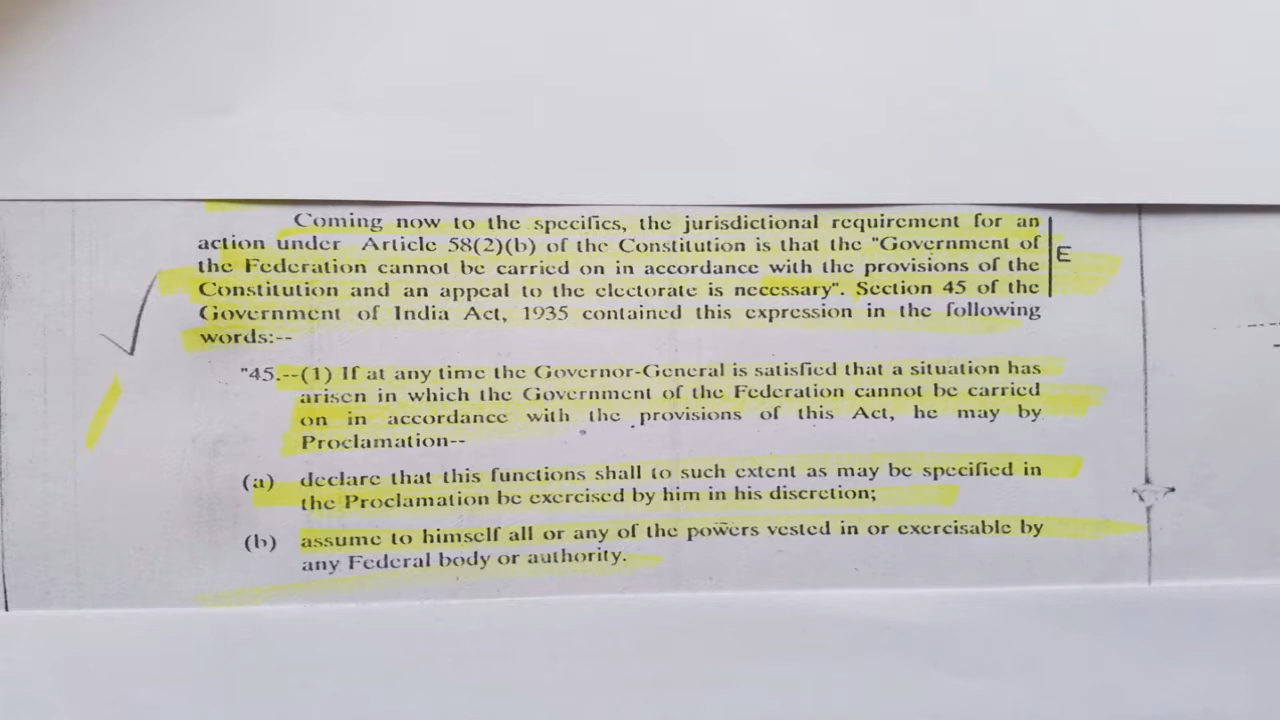 Coming now to the specifics, the jurisdictional requirement for an
action under Article 58(2)(b) of the Constitution is that the "Government of
the Federation cannot be carried on in accordance with the provisions of the
Constitution and an appeal to the electorate is necessary". Section 45 of the
Government of India Act, 1935 contained this expression in the following
words:--
E
"45.--(1) If at any time the Governor-General is satisfied that a situation has
arisen in which the Government of the Federation cannot be carried
on in accordance with the provisions of this Act, he may by
Proclamation--
(a) declare that this functions shall to such extent as may be specified in
the Proclamation be exercised by him in his discretion;
(b) assume to himself all or any of the powers vested in or exercisable by
any Federal body or authority.